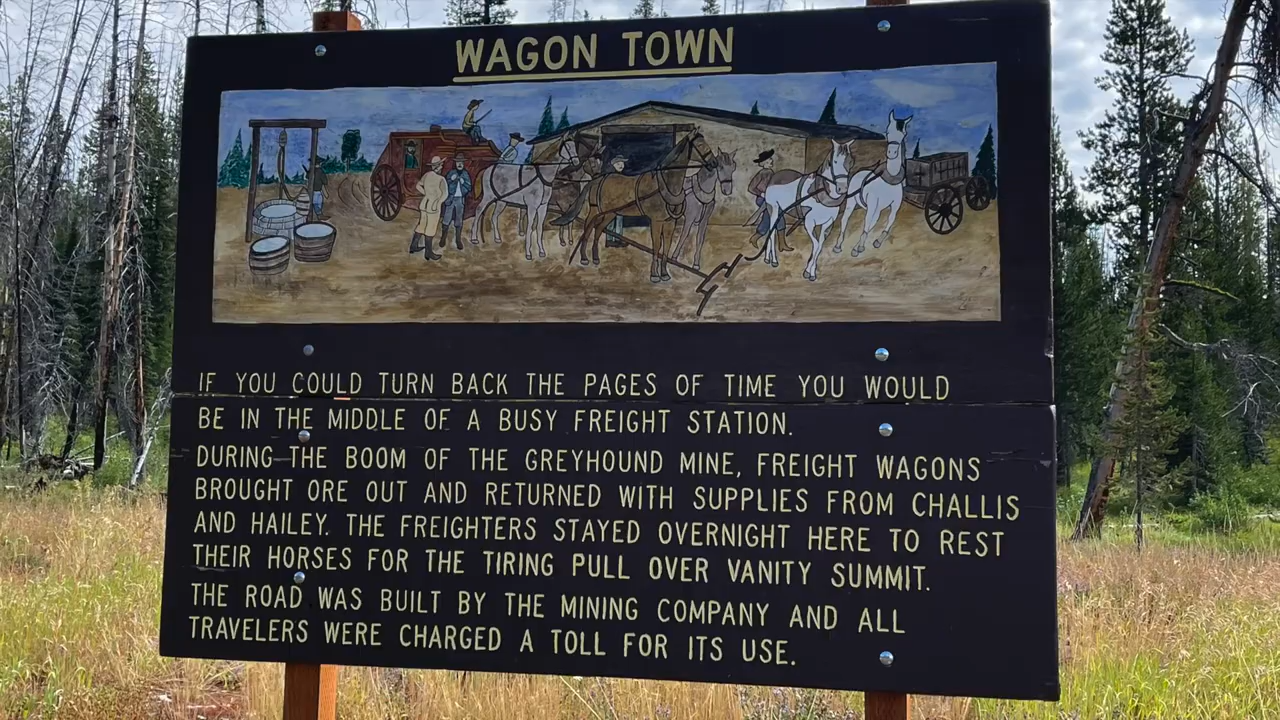 WAGON TOWN
IF YOU COULD TURN BACK THE PAGES OF TIME YOU WOULD
BE IN THE MIDDLE OF A BUSY FREIGHT STATION.
DURING THE BOOM OF THE GREYHOUND MINE, FREIGHT WAGONS
BROUGHT ORE OUT AND RETURNED WITH SUPPLIES FROM CHALLIS
AND HAILEY. THE FREIGHTERS STAYED OVERNIGHT HERE TO REST
THEIR HORSES FOR THE TIRING PULL OVER VANITY SUMMIT.
THE ROAD WAS BUILT BY THE MINING COMPANY AND ALL
TRAVELERS WERE CHARGED A TOLL FOR ITS USE.